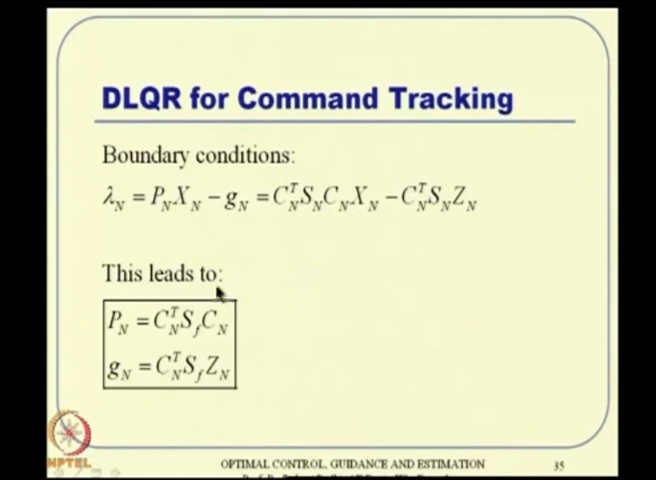 DLQR for Command Tracking
Boundary conditions:
λ_N = P_N X_N − g_N = C_N^T S_N C_N X_N − C_N^T S_N Z_N
This leads to:
P_N = C_N^T S_f C_N
g_N = C_N^T S_f Z_N
NPTEL
OPTIMAL CONTROL, GUIDANCE AND ESTIMATION 35